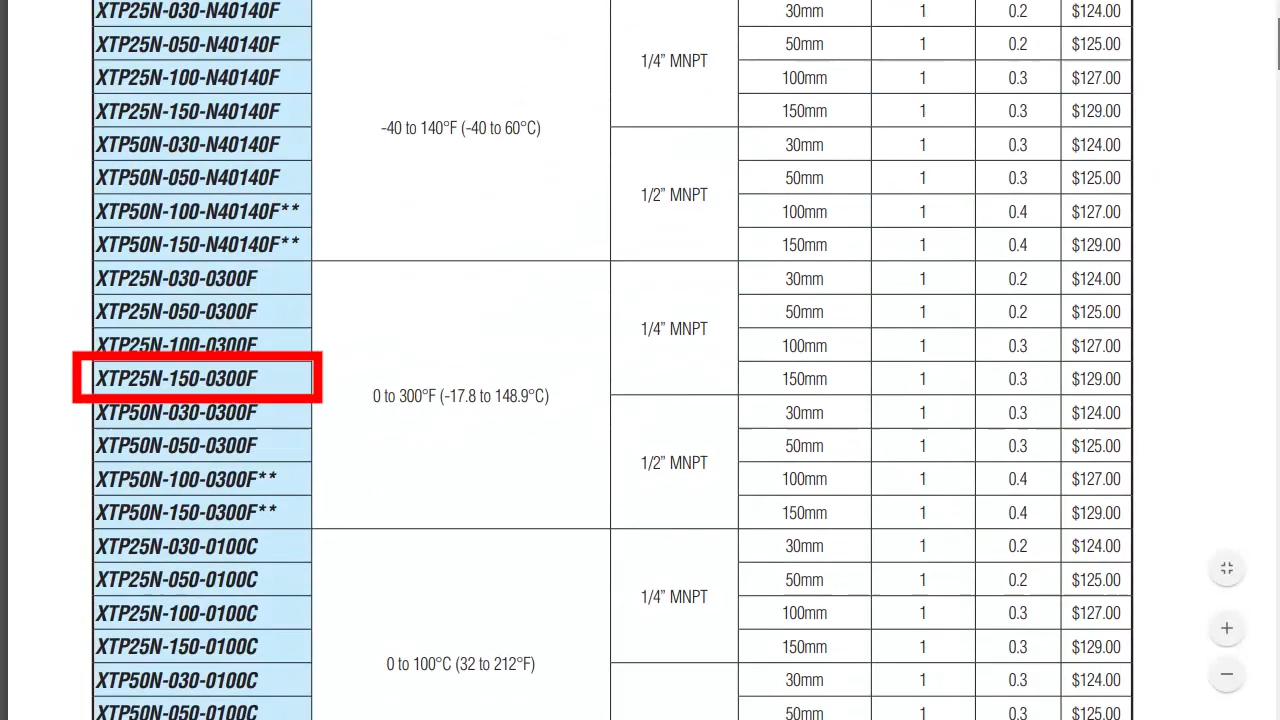 XTP25N-030-N40140F 30mm 1 0.2 $124.00
XTP25N-050-N40140F 50mm 1 0.2 $125.00
1/4” MNPT
XTP25N-100-N40140F 100mm 1 0.3 $127.00
XTP25N-150-N40140F 150mm 1 0.3 $129.00
-40 to 140°F (-40 to 60°C)
XTP50N-030-N40140F 30mm 1 0.3 $124.00
XTP50N-050-N40140F 50mm 1 0.3 $125.00
1/2” MNPT
XTP50N-100-N40140F** 100mm 1 0.4 $127.00
XTP50N-150-N40140F** 150mm 1 0.4 $129.00
XTP25N-030-0300F 30mm 1 0.2 $124.00
XTP25N-050-0300F 50mm 1 0.2 $125.00
1/4” MNPT
XTP25N-100-0300F 100mm 1 0.3 $127.00
XTP25N-150-0300F 150mm 1 0.3 $129.00
0 to 300°F (-17.8 to 148.9°C)
XTP50N-030-0300F 30mm 1 0.3 $124.00
XTP50N-050-0300F 50mm 1 0.3 $125.00
1/2” MNPT
XTP50N-100-0300F** 100mm 1 0.4 $127.00
XTP50N-150-0300F** 150mm 1 0.4 $129.00
XTP25N-030-0100C 30mm 1 0.2 $124.00
XTP25N-050-0100C 50mm 1 0.2 $125.00
1/4” MNPT
XTP25N-100-0100C 100mm 1 0.3 $127.00
XTP25N-150-0100C 150mm 1 0.3 $129.00
0 to 100°C (32 to 212°F)
XTP50N-030-0100C 30mm 1 0.3 $124.00
XTP50N-050-0100C 50mm 1 0.3 $125.00